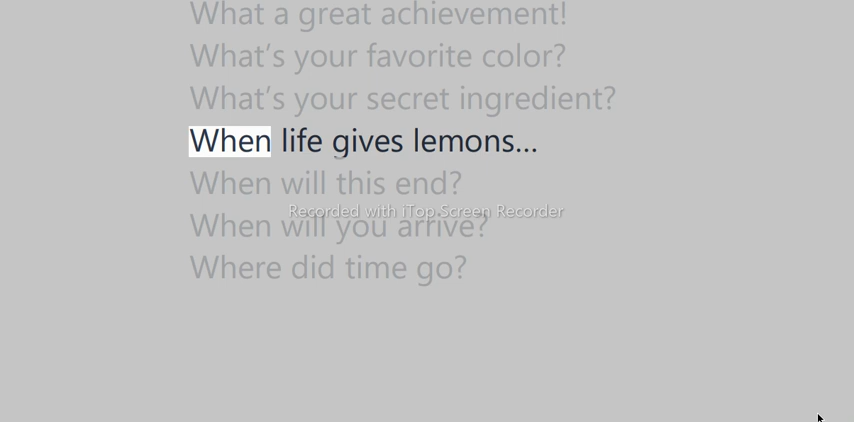 What a great achievement!
What's your favorite color?
What's your secret ingredient?
When life gives lemons...
When will this end?
Recorded with iTop Screen Recorder
When will you arrive?
Where did time go?